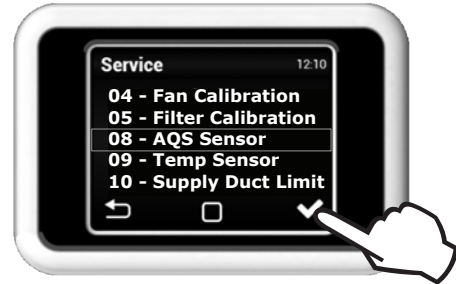 Service 12:10
04 - Fan Calibration
05 - Filter Calibration
08 - AQS Sensor
09 - Temp Sensor
10 - Supply Duct Limit